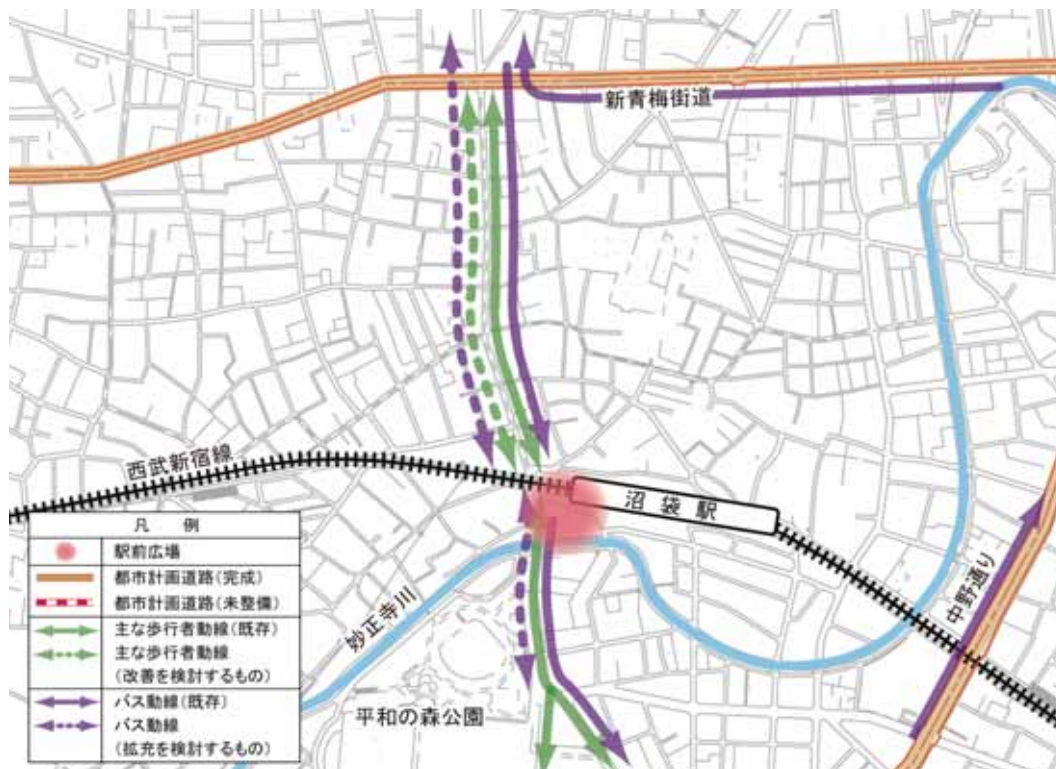 新青梅街道
西武新宿線
沼袋駅
中野通り
妙正寺川
平和の森公園
凡 例
駅前広場
都市計画道路(完成)
都市計画道路(未整備)
主な歩行者動線(既存)
主な歩行者動線
(改善を検討するもの)
バス動線(既存)
バス動線
(拡充を検討するもの)